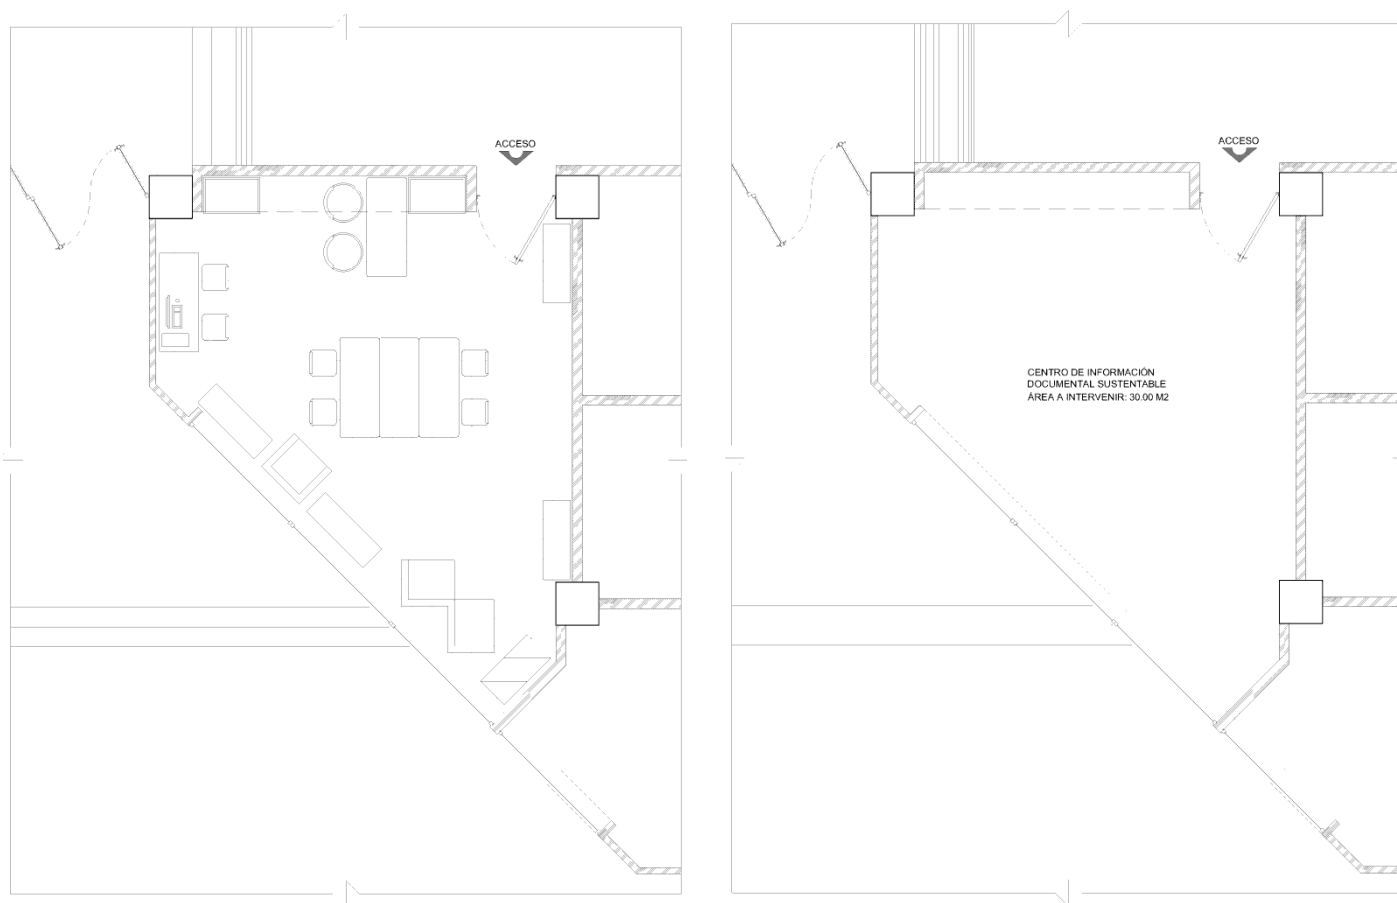 ACCESO
ACCESO
CENTRO DE INFORMACIÓN
DOCUMENTAL SUSTENTABLE
ÁREA A INTERVENIR: 30.00 M2